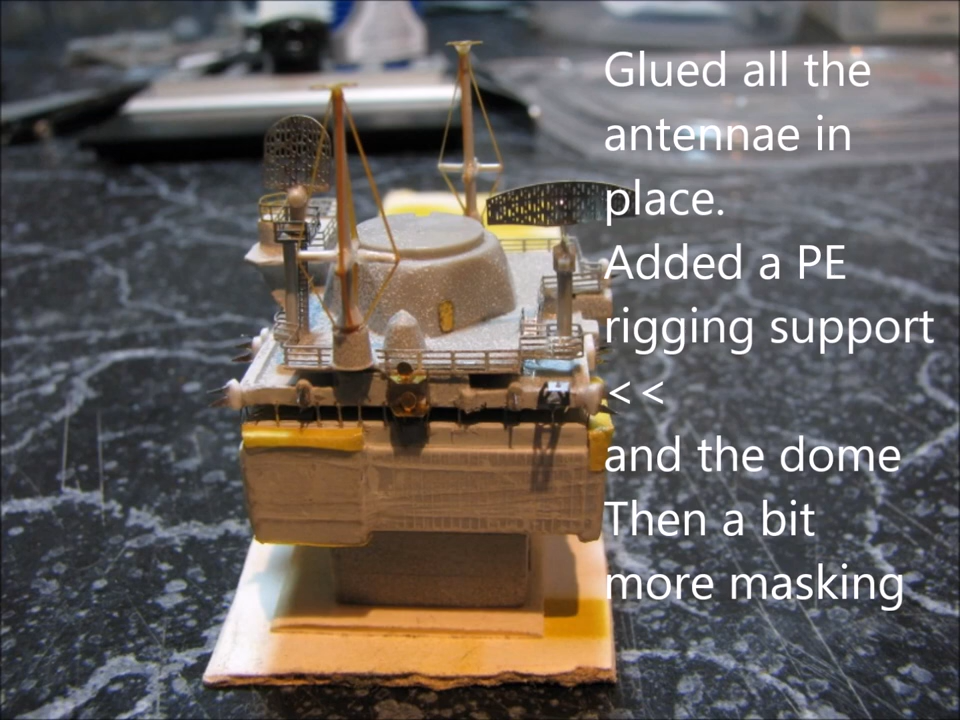 Glued all the
antennae in
place.
Added a PE
rigging support
<<
and the dome
Then a bit
more masking